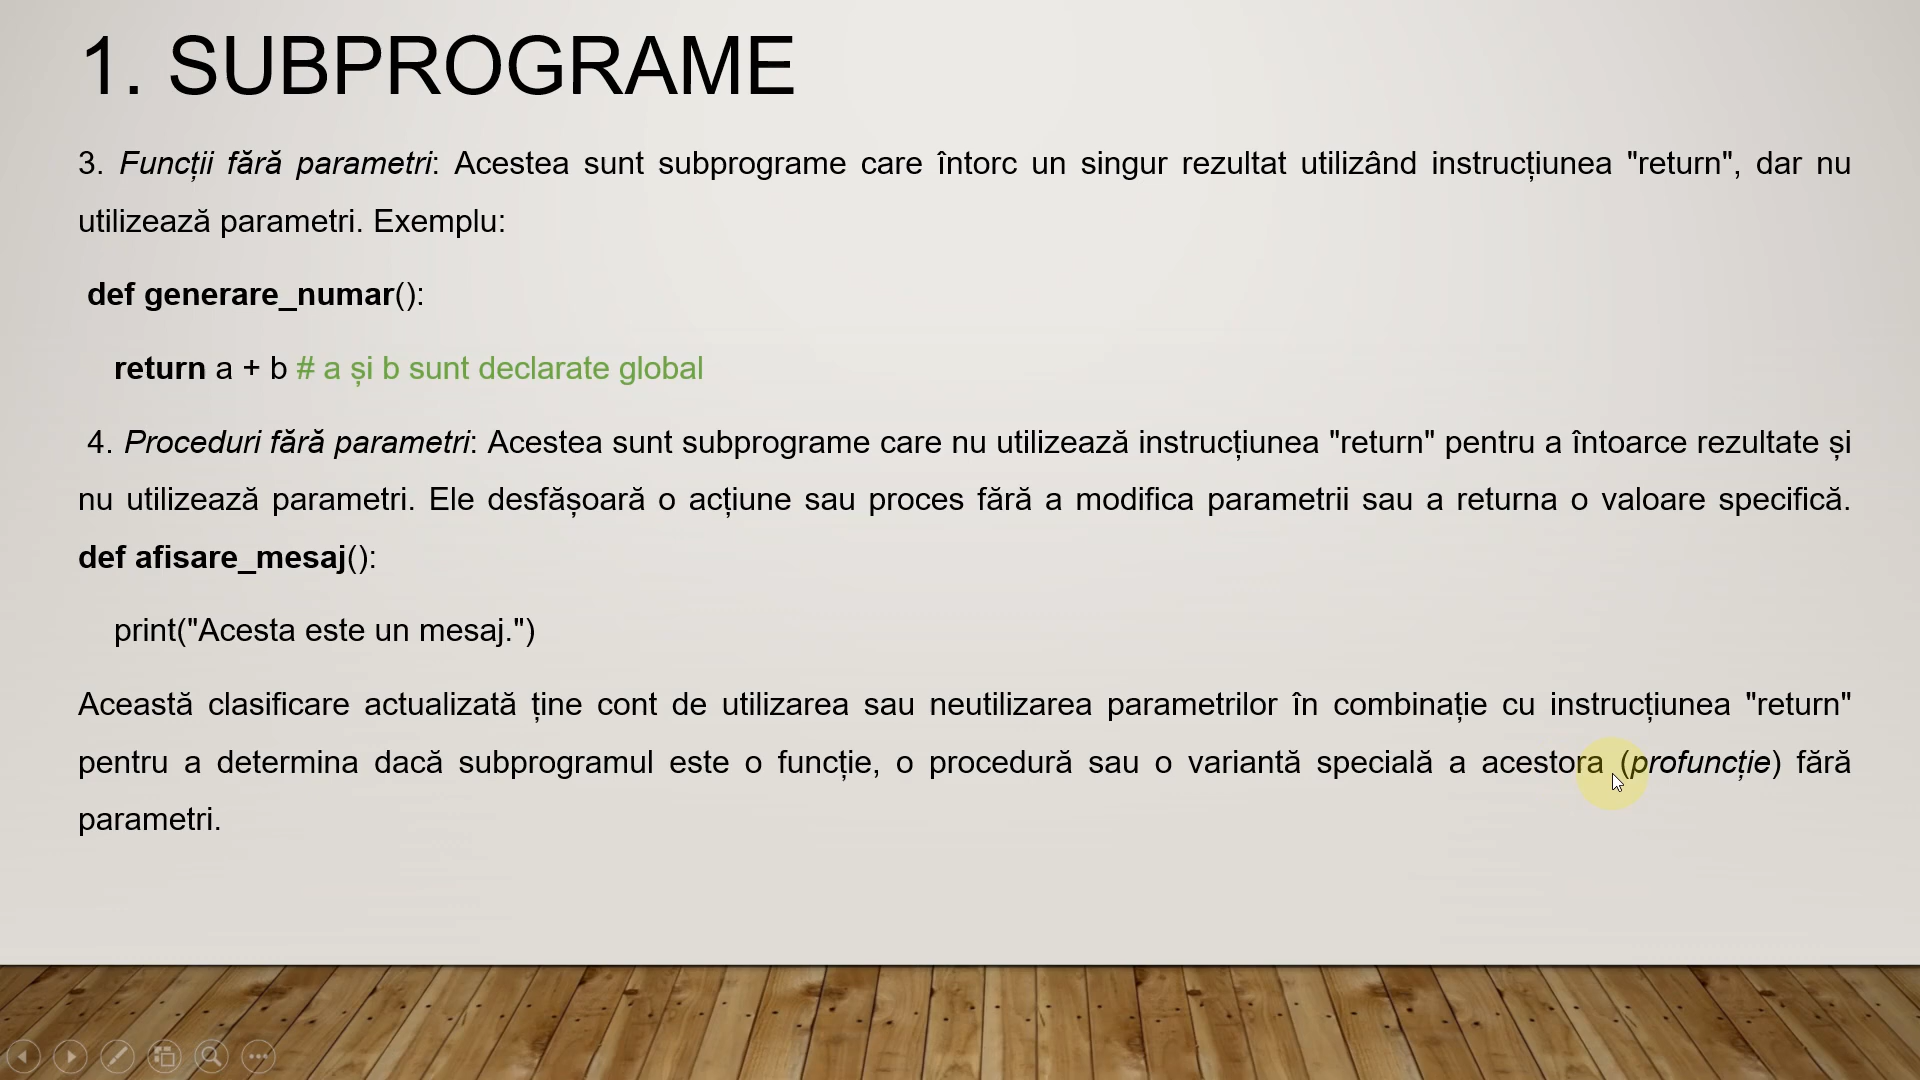 1. SUBPROGRAME
3. Funcții fără parametri: Acestea sunt subprograme care întorc un singur rezultat utilizând instrucțiunea "return", dar nu
utilizează parametri. Exemplu:
def generare_numar():
return a + b # a și b sunt declarate global
4. Proceduri fără parametri: Acestea sunt subprograme care nu utilizează instrucțiunea "return" pentru a întoarce rezultate și
nu utilizează parametri. Ele desfășoară o acțiune sau proces fără a modifica parametrii sau a returna o valoare specifică.
def afisare_mesaj():
print("Acesta este un mesaj.")
Această clasificare actualizată ține cont de utilizarea sau neutilizarea parametrilor în combinație cu instrucțiunea "return"
pentru a determina dacă subprogramul este o funcție, o procedură sau o variantă specială a acestora (profuncție) fără
parametri.